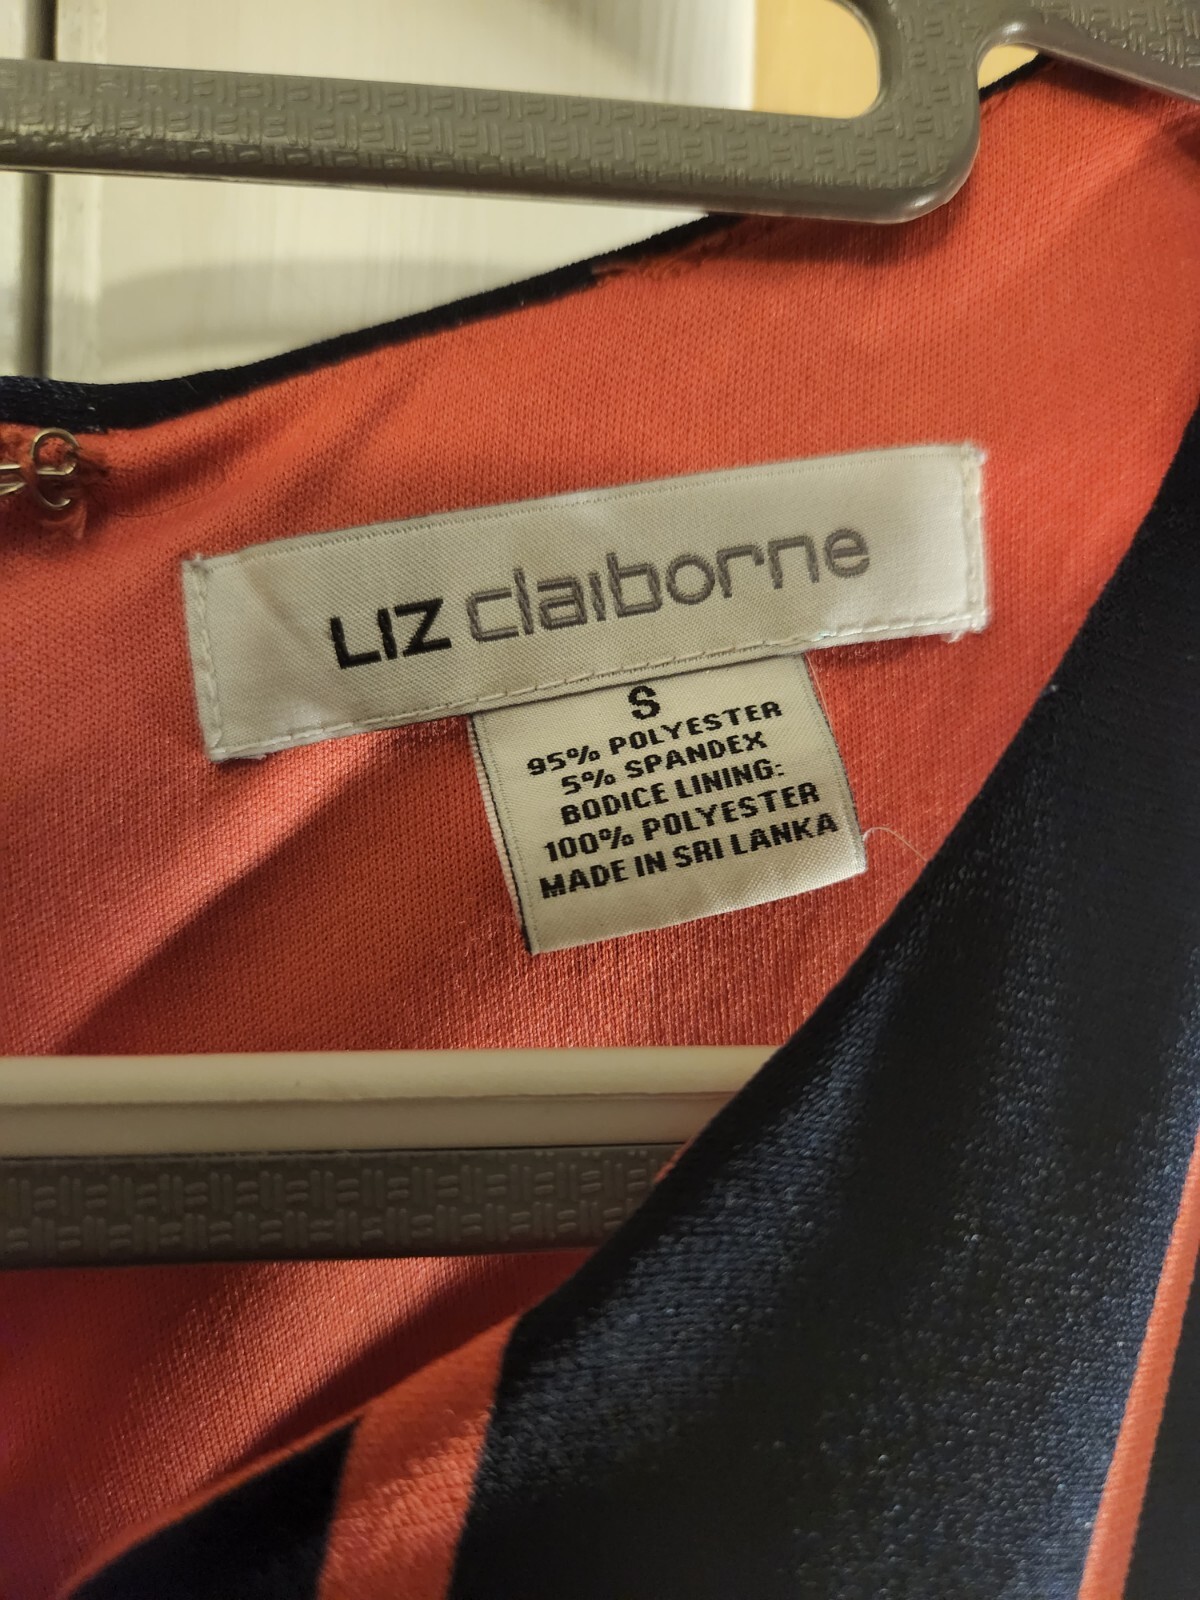 LIZ claiborne
S
95% POLYESTER
5% SPANDEX
BODICE LINING:
100% POLYESTER
MADE IN SRI LANKA